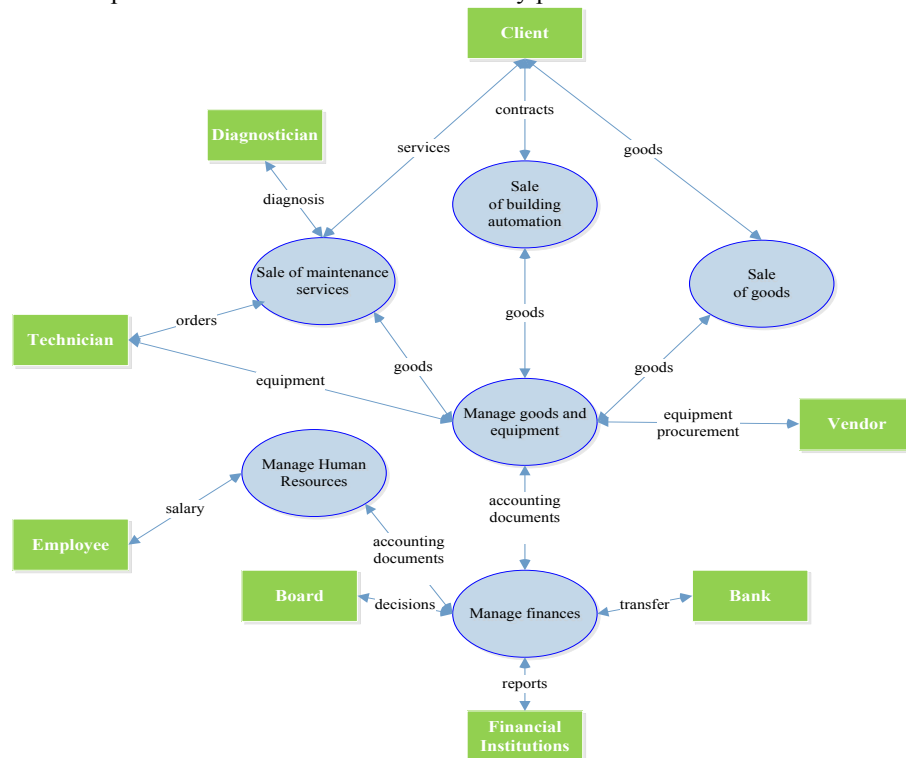 Client
contracts
Diagnostician
services
goods
diagnosis
Sale
of building
automation
Sale of maintenance
services
Sale
of goods
orders
Technician
goods
equipment
goods
goods
Manage goods and
equipment
equipment
procurement
Vendor
Manage Human
Resources
salary
accounting
documents
Employee
accounting
documents
Board
decisions
Manage finances
transfer
Bank
reports
Financial
Institutions